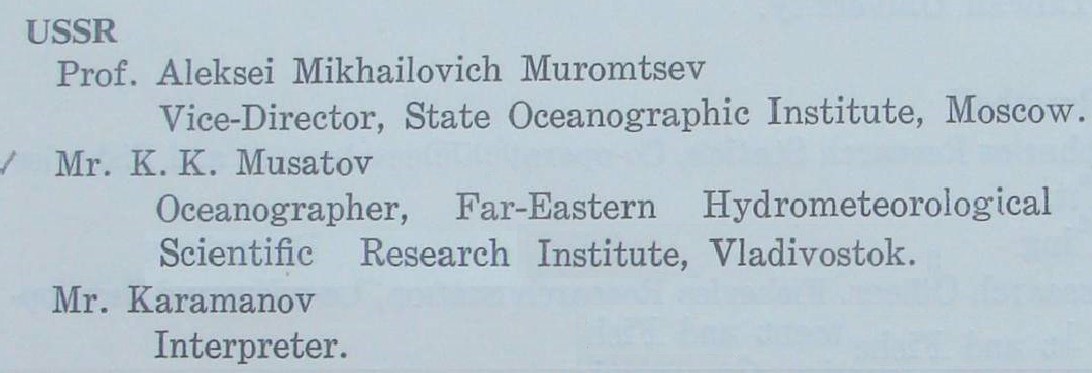 USSR
Prof. Aleksei Mikhailovich Muromtsev
Vice-Director, State Oceanographic Institute, Moscow.
Mr. K. K. Musatov
Oceanographer, Far-Eastern Hydrometeorological
Scientific Research Institute, Vladivostok.
Mr. Karamanov
Interpreter.